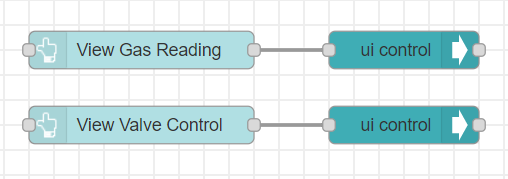 View Gas Reading
ui control
View Valve Control
ui control